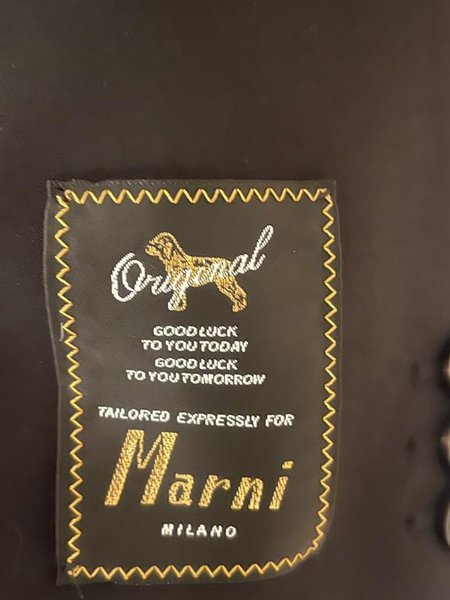 Original
GOOD LUCK
TO YOU TODAY
GOOD LUCK
TO YOU TOMORROW
TAILORED EXPRESSLY FOR
Marni
MILANO